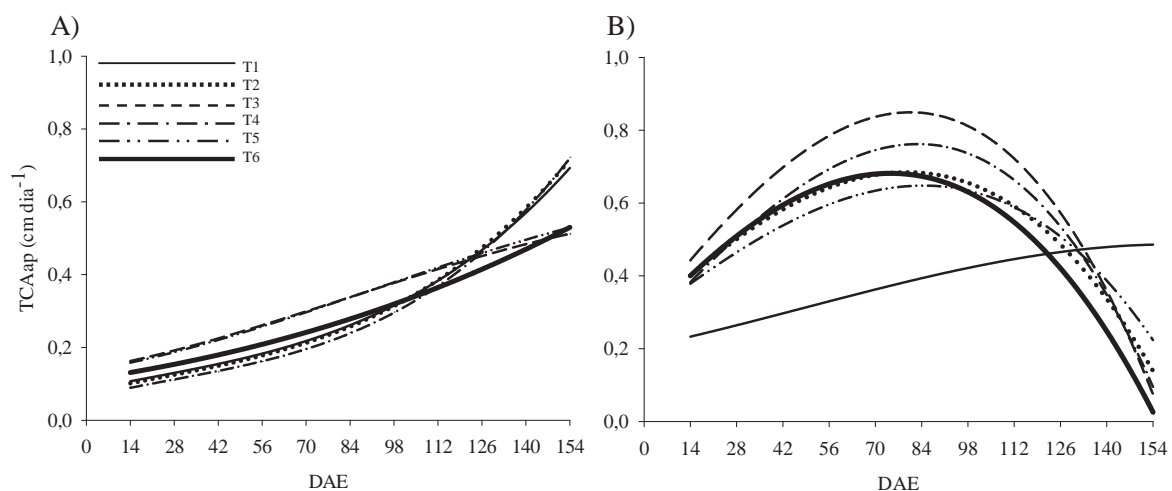 A)
1,0
0,8
0,6
0,4
0,2
0,0
TCAap (cm dia⁻¹)
T1
T2
T3
T4
T5
T6
0 14 28 42 56 70 84 98 112 126 140 154
DAE
B)
1,0
0,8
0,6
0,4
0,2
0,0
0 14 28 42 56 70 84 98 112 126 140 154
DAE